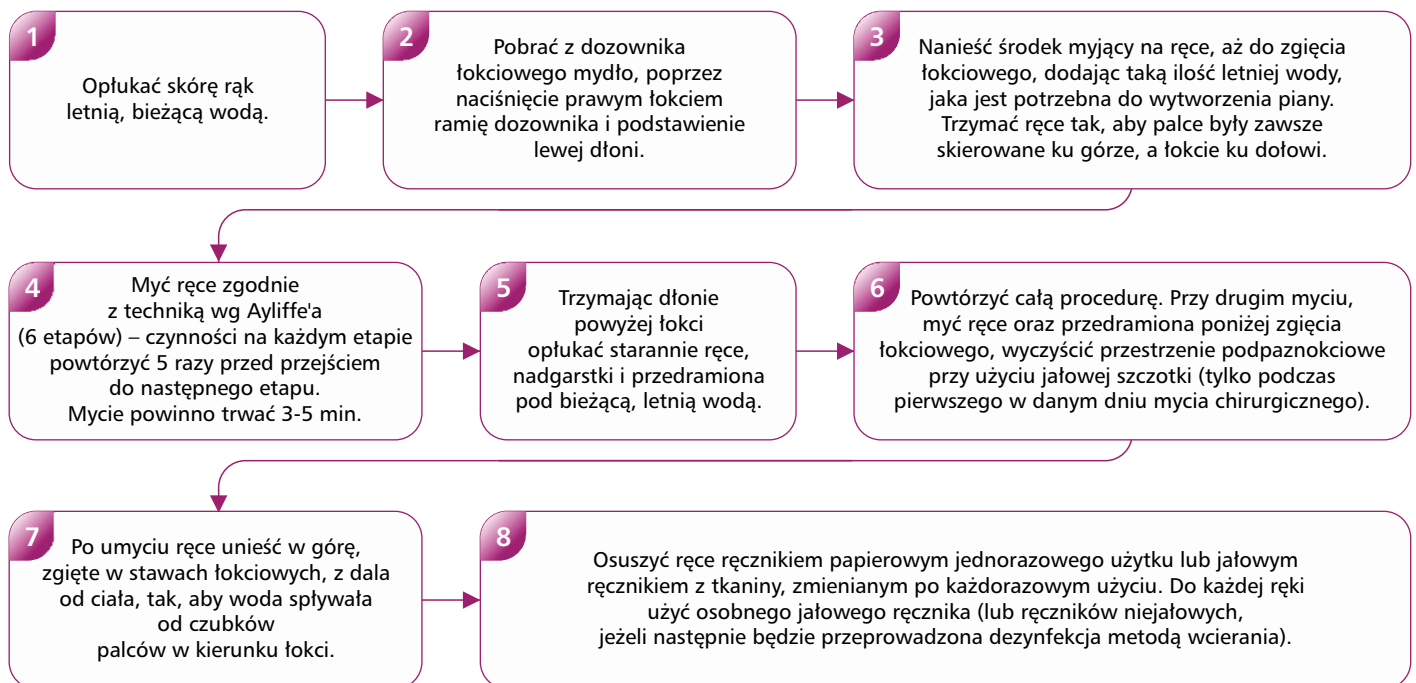 1
Opłukać skórę rąk
letnią, bieżącą wodą.
2
Pobrać z dozownika
łokciowego mydło, poprzez
naciśnięcie prawym łokciem
ramię dozownika i podstawienie
lewej dłoni.
3
Nanieść środek myjący na ręce, aż do zgięcia
łokciowego, dodając taką ilość letniej wody,
jaka jest potrzebna do wytworzenia piany.
Trzymać ręce tak, aby palce były zawsze
skierowane ku górze, a łokcie ku dołowi.
4
Myć ręce zgodnie
z techniką wg Ayliffe'a
(6 etapów) – czynności na każdym etapie
powtórzyć 5 razy przed przejściem
do następnego etapu.
Mycie powinno trwać 3-5 min.
5
Trzymając dłonie
powyżej łokci
opłukać starannie ręce,
nadgarstki i przedramiona
pod bieżącą, letnią wodą.
6
Powtórzyć całą procedurę. Przy drugim myciu,
myć ręce oraz przedramiona poniżej zgięcia
łokciowego, wyczyścić przestrzenie podpaznokciowe
przy użyciu jałowej szczotki (tylko podczas
pierwszego w danym dniu mycia chirurgicznego).
7
Po umyciu ręce unieść w górę,
zgięte w stawach łokciowych, z dala
od ciała, tak, aby woda spływała
od czubków
palców w kierunku łokci.
8
Osuszyć ręce ręcznikiem papierowym jednorazowego użytku lub jałowym
ręcznikiem z tkaniny, zmienianym po każdorazowym użyciu. Do każdej ręki
użyć osobnego jałowego ręcznika (lub ręczników niejałowych,
jeżeli następnie będzie przeprowadzona dezynfekcja metodą wcierania).